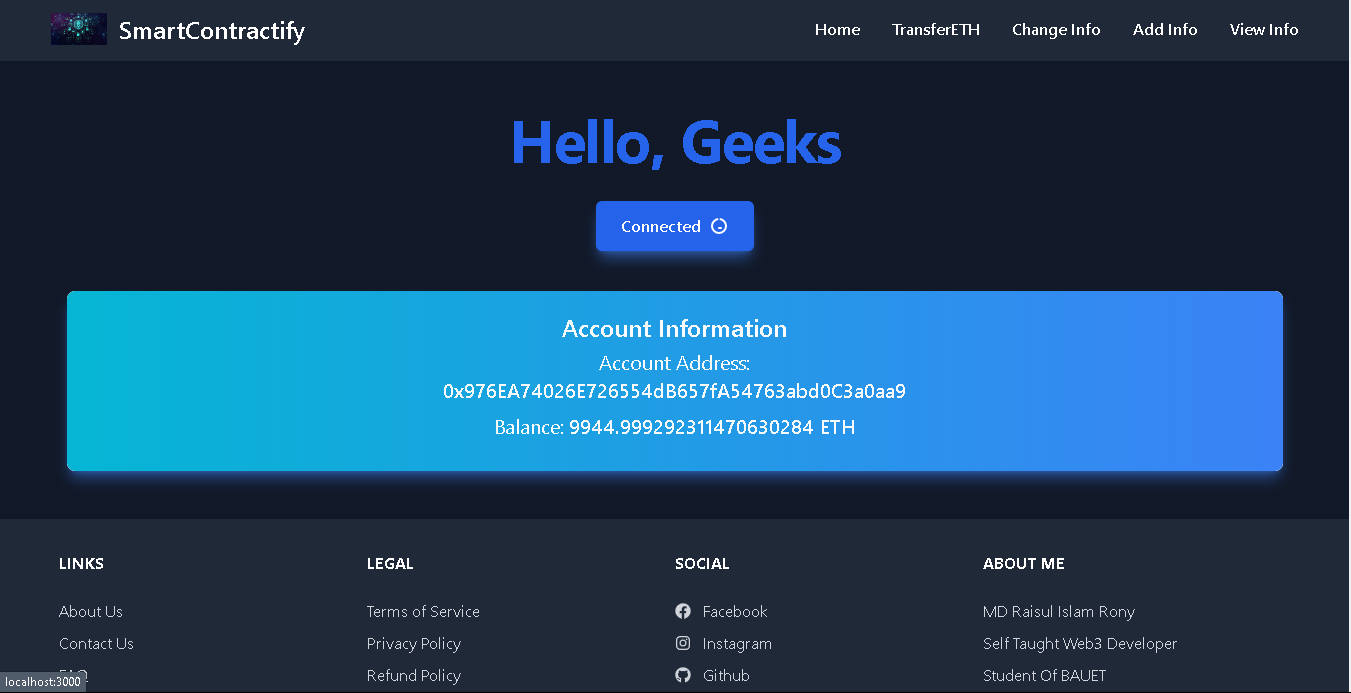 SmartContractify
Home TransferETH Change Info Add Info View Info
Hello, Geeks
Connected
Account Information
Account Address:
0x976EA74026E726554dB657fA54763abd0C3a0aa9
Balance: 9944.999292311470630284 ETH
LINKS
About Us
Contact Us
FAQ
LEGAL
Terms of Service
Privacy Policy
Refund Policy
SOCIAL
Facebook
Instagram
Github
ABOUT ME
MD Raisul Islam Rony
Self Taught Web3 Developer
Student Of BAUET
localhost:3000